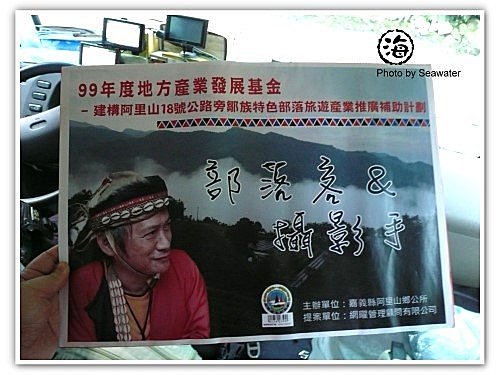 海
Photo by Seawater
99年度地方產業發展基金
- 建構阿里山18號公路旁鄒族特色部落旅遊產業推廣補助計劃
部落客&
攝影手
主辦單位：嘉義縣阿里山鄉公所
提案單位：網曜管理顧問有限公司